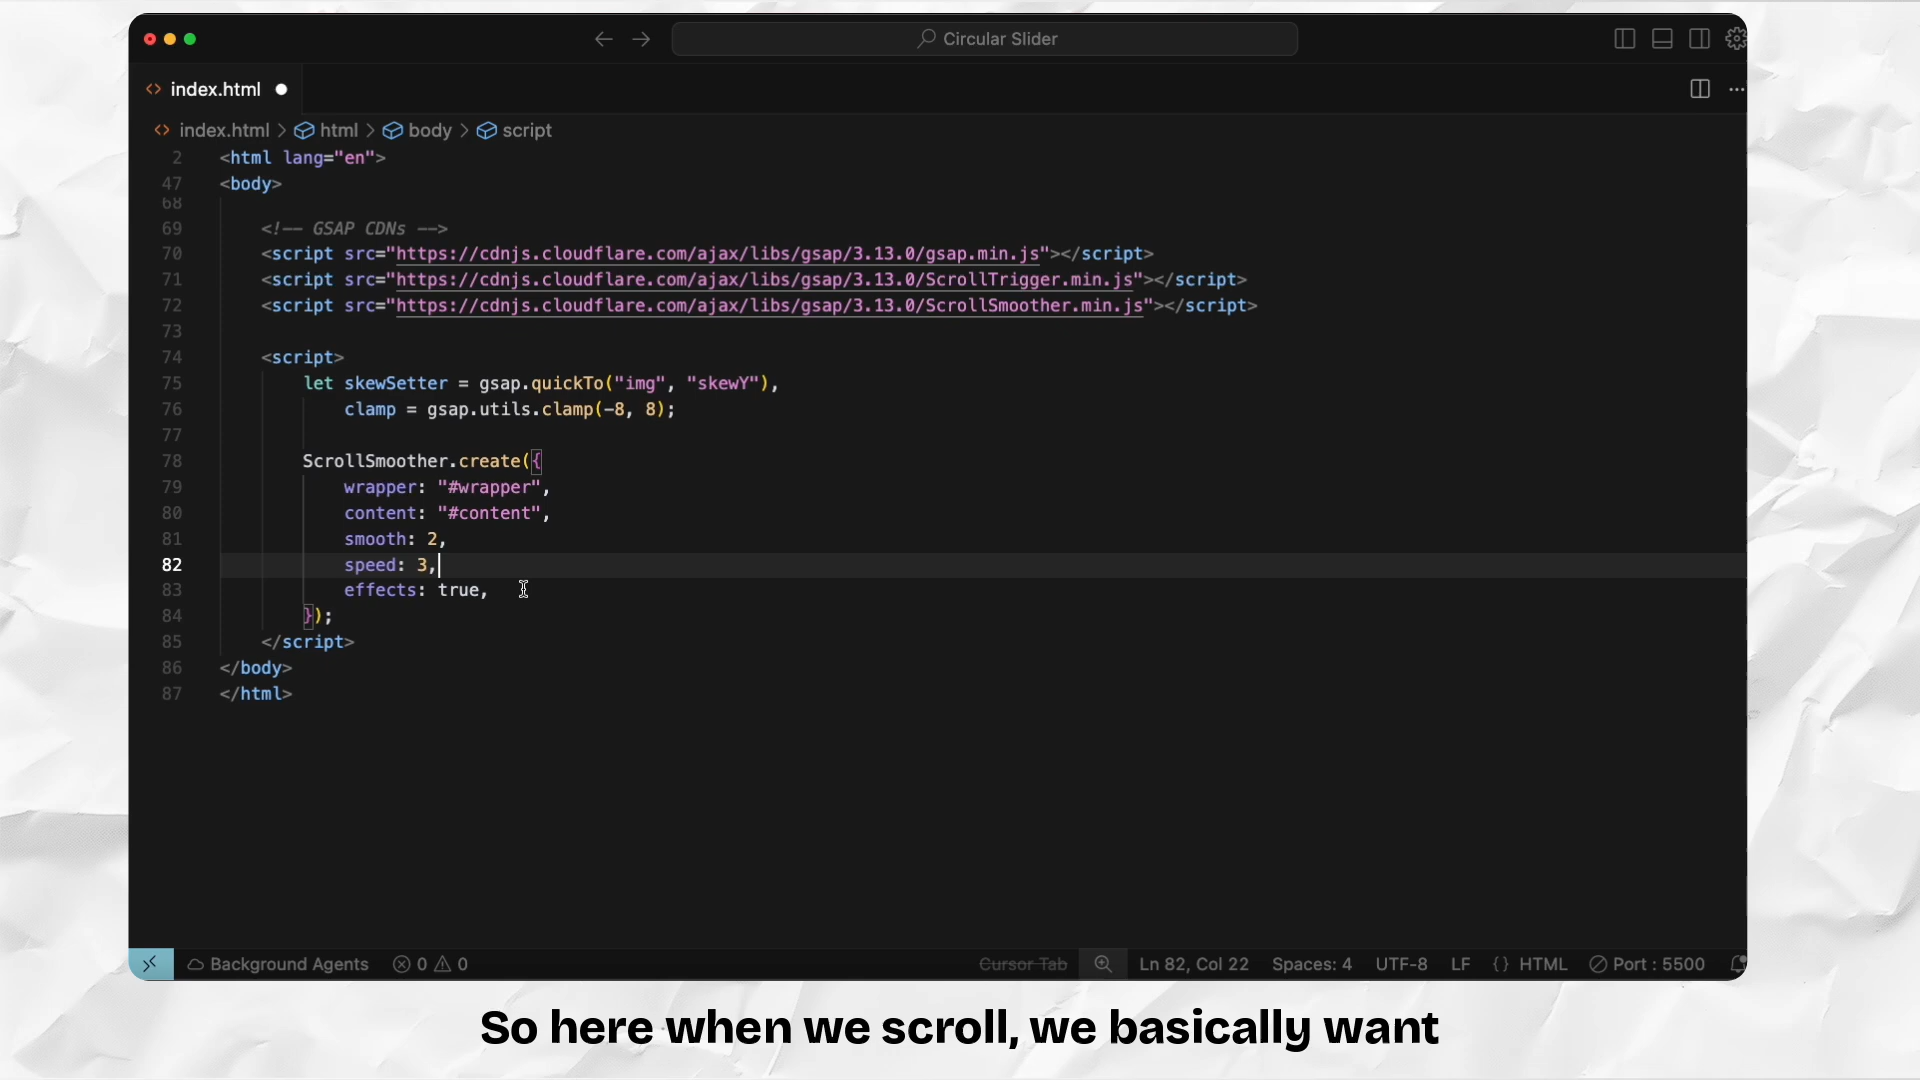 Circular Slider
index.html
index.html > html > body > script
2 <html lang="en">
47 <body>
68
69 <!-- GSAP CDNs -->
70 <script src="https://cdnjs.cloudflare.com/ajax/libs/gsap/3.13.0/gsap.min.js"></script>
71 <script src="https://cdnjs.cloudflare.com/ajax/libs/gsap/3.13.0/ScrollTrigger.min.js"></script>
72 <script src="https://cdnjs.cloudflare.com/ajax/libs/gsap/3.13.0/ScrollSmoother.min.js"></script>
73
74 <script>
75 let skewSetter = gsap.quickTo("img", "skewY"),
76 clamp = gsap.utils.clamp(-8, 8);
77
78 ScrollSmoother.create({
79 wrapper: "#wrapper",
80 content: "#content",
81 smooth: 2,
82 speed: 3,
83 effects: true,
84 });
85 </script>
86 </body>
87 </html>
Background Agents 0 0 Cursor Tab Ln 82, Col 22 Spaces: 4 UTF-8 LF {} HTML Port : 5500
So here when we scroll, we basically want